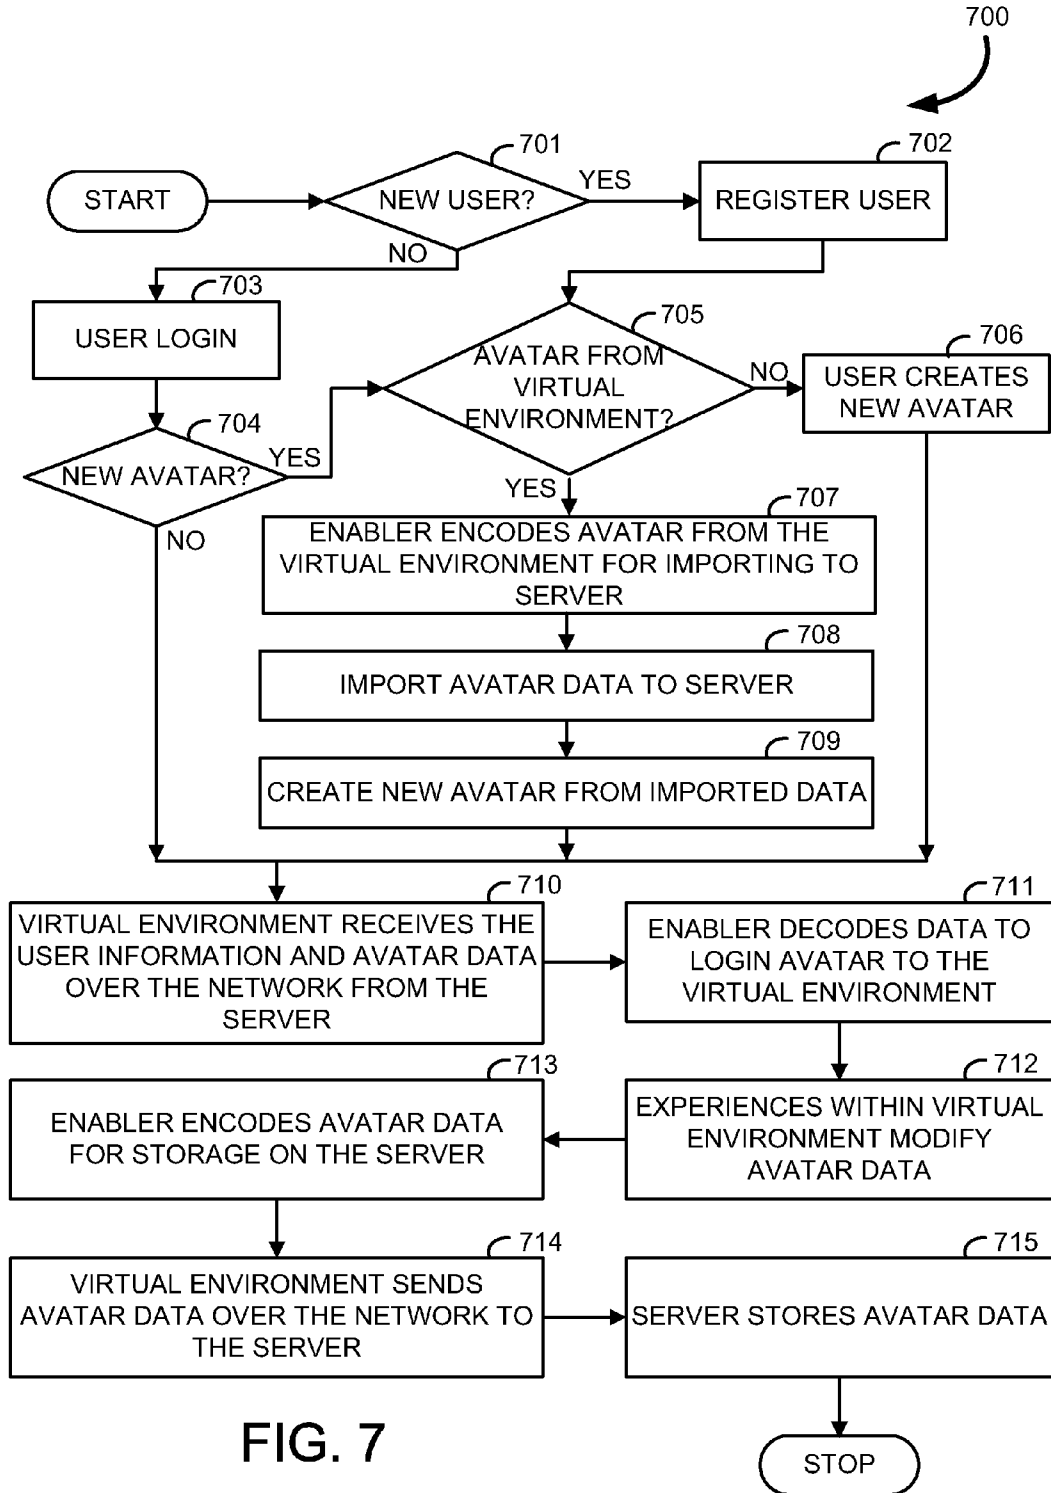 700
701
702
START
NEW USER?
YES
REGISTER USER
NO
703
USER LOGIN
705
AVATAR FROM
VIRTUAL
ENVIRONMENT?
NO
706
USER CREATES
NEW AVATAR
704
NEW AVATAR?
YES
NO
YES
707
ENABLER ENCODES AVATAR FROM THE
VIRTUAL ENVIRONMENT FOR IMPORTING TO
SERVER
708
IMPORT AVATAR DATA TO SERVER
709
CREATE NEW AVATAR FROM IMPORTED DATA
710
VIRTUAL ENVIRONMENT RECEIVES THE
USER INFORMATION AND AVATAR DATA
OVER THE NETWORK FROM THE
SERVER
711
ENABLER DECODES DATA TO
LOGIN AVATAR TO THE
VIRTUAL ENVIRONMENT
712
EXPERIENCES WITHIN VIRTUAL
ENVIRONMENT MODIFY
AVATAR DATA
713
ENABLER ENCODES AVATAR DATA
FOR STORAGE ON THE SERVER
714
VIRTUAL ENVIRONMENT SENDS
AVATAR DATA OVER THE NETWORK TO
THE SERVER
715
SERVER STORES AVATAR DATA
STOP
FIG. 7